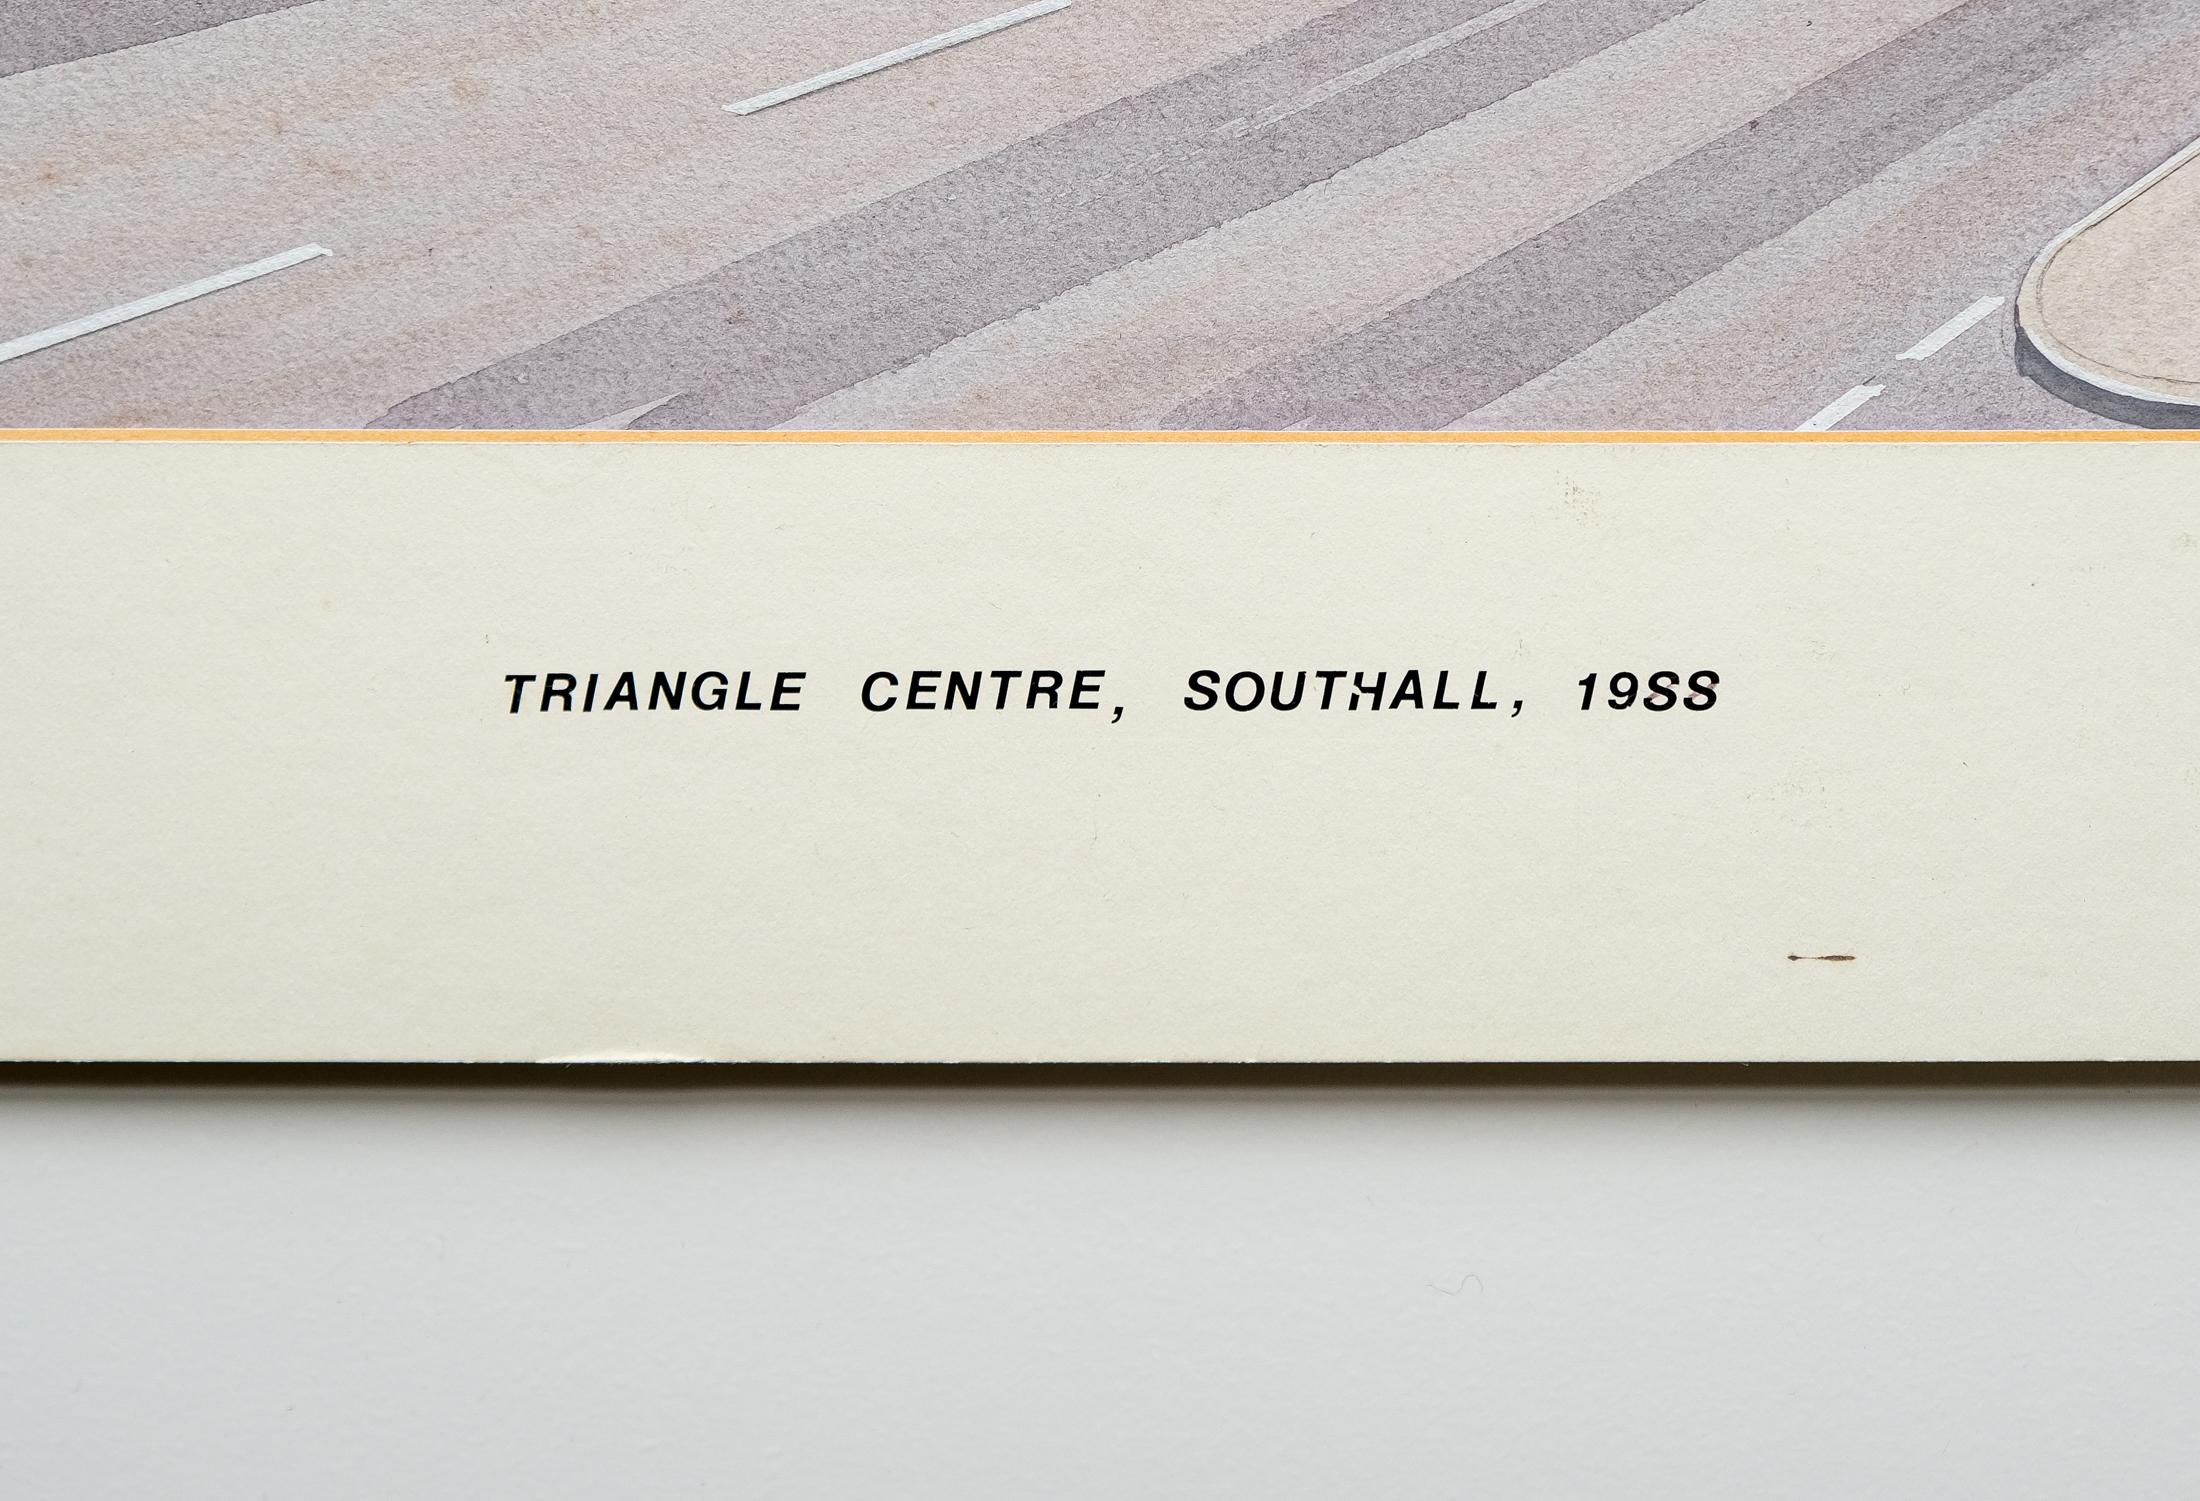 TRIANGLE CENTRE, SOUTHALL, 19SS